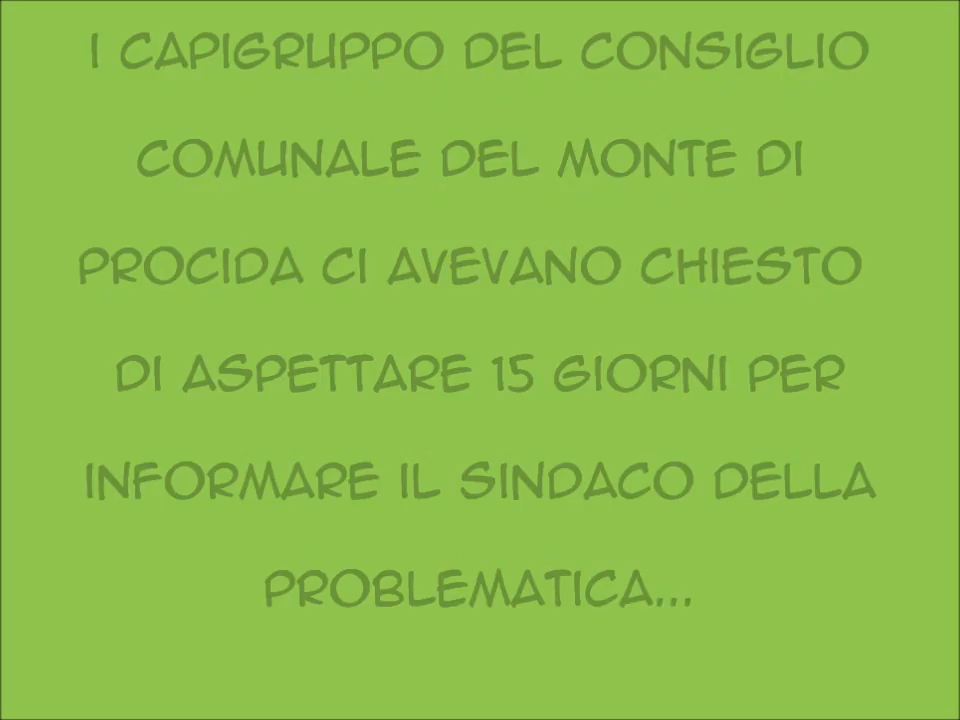 I CAPIGRUPPO DEL CONSIGLIO
COMUNALE DEL MONTE DI
PROCIDA CI AVEVANO CHIESTO
DI ASPETTARE 15 GIORNI PER
INFORMARE IL SINDACO DELLA
PROBLEMATICA...